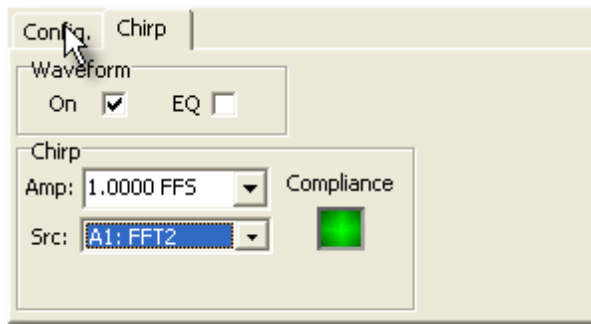 Config. Chirp
Waveform
On EQ
Chirp
Amp: 1.0000 FFS Compliance
Src: A1: FFT2